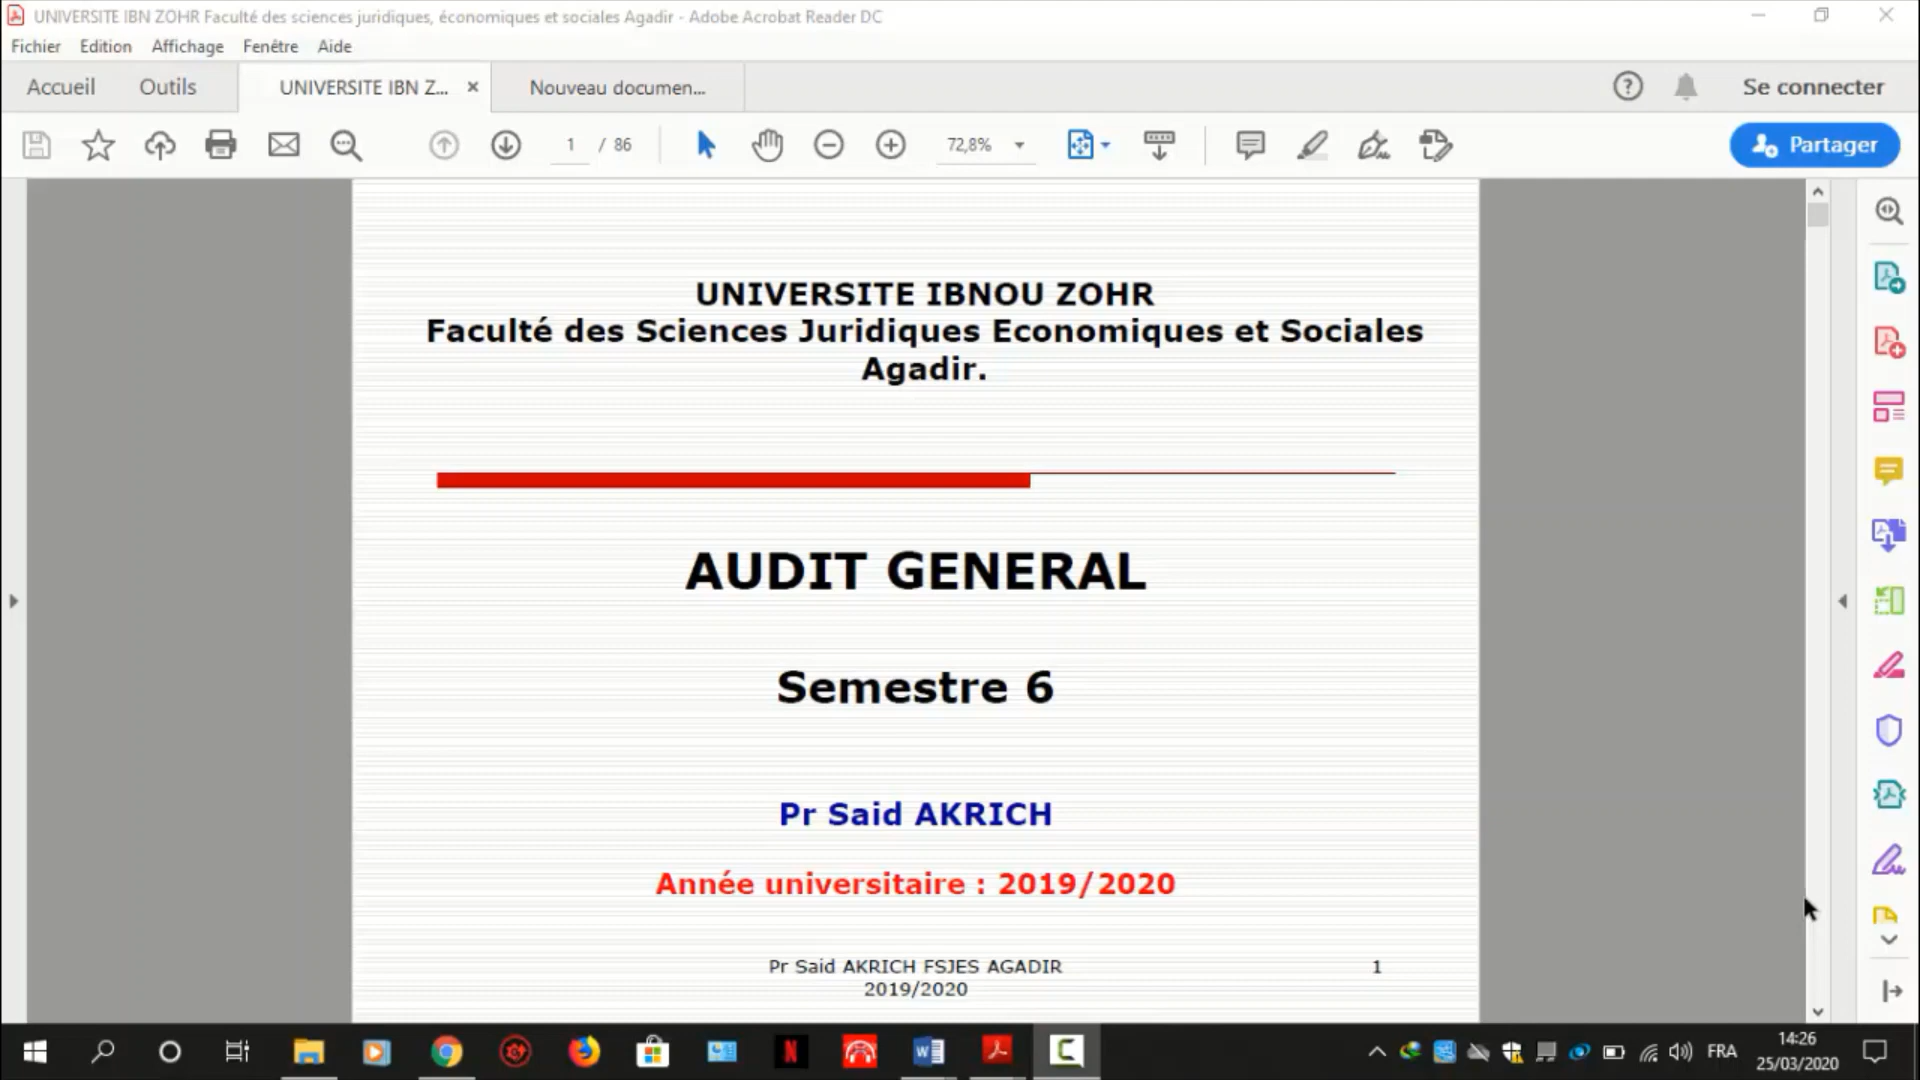 UNIVERSITE IBN ZOHR Faculté des sciences juridiques, économiques et sociales Agadir - Adobe Acrobat Reader DC
Fichier Edition Affichage Fenêtre Aide
Accueil Outils UNIVERSITE IBN Z... × Nouveau documen... Se connecter
1 / 86 72,8% Partager
UNIVERSITE IBNOU ZOHR
Faculté des Sciences Juridiques Economiques et Sociales
Agadir.
AUDIT GENERAL
Semestre 6
Pr Said AKRICH
Année universitaire : 2019/2020
Pr Said AKRICH FSJES AGADIR 1
2019/2020
FRA 14:26
25/03/2020